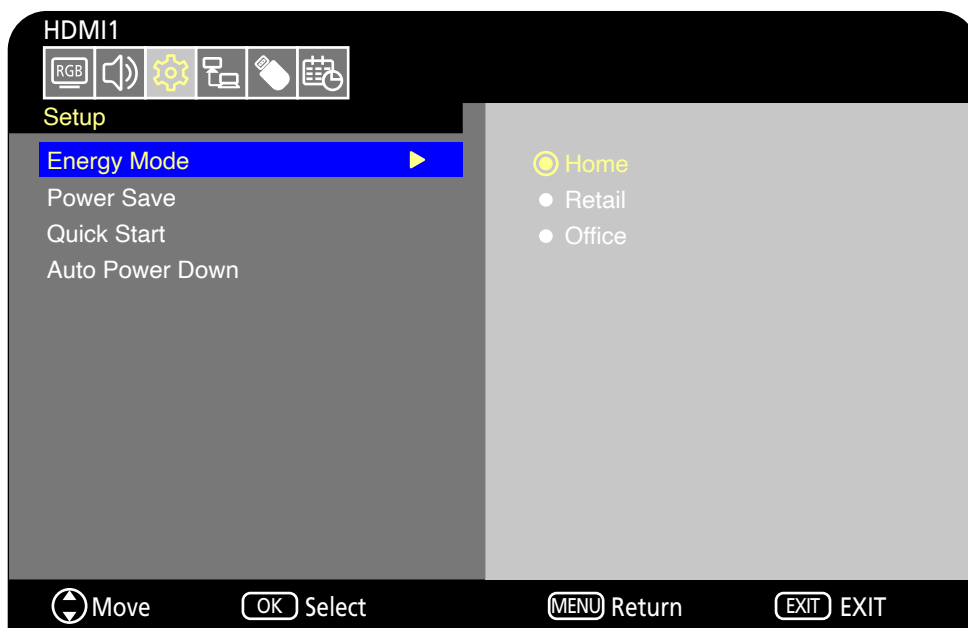 HDMI1
RGB
Setup
Energy Mode
Power Save
Quick Start
Auto Power Down
Home
Retail
Office
Move OK Select MENU Return EXIT EXIT